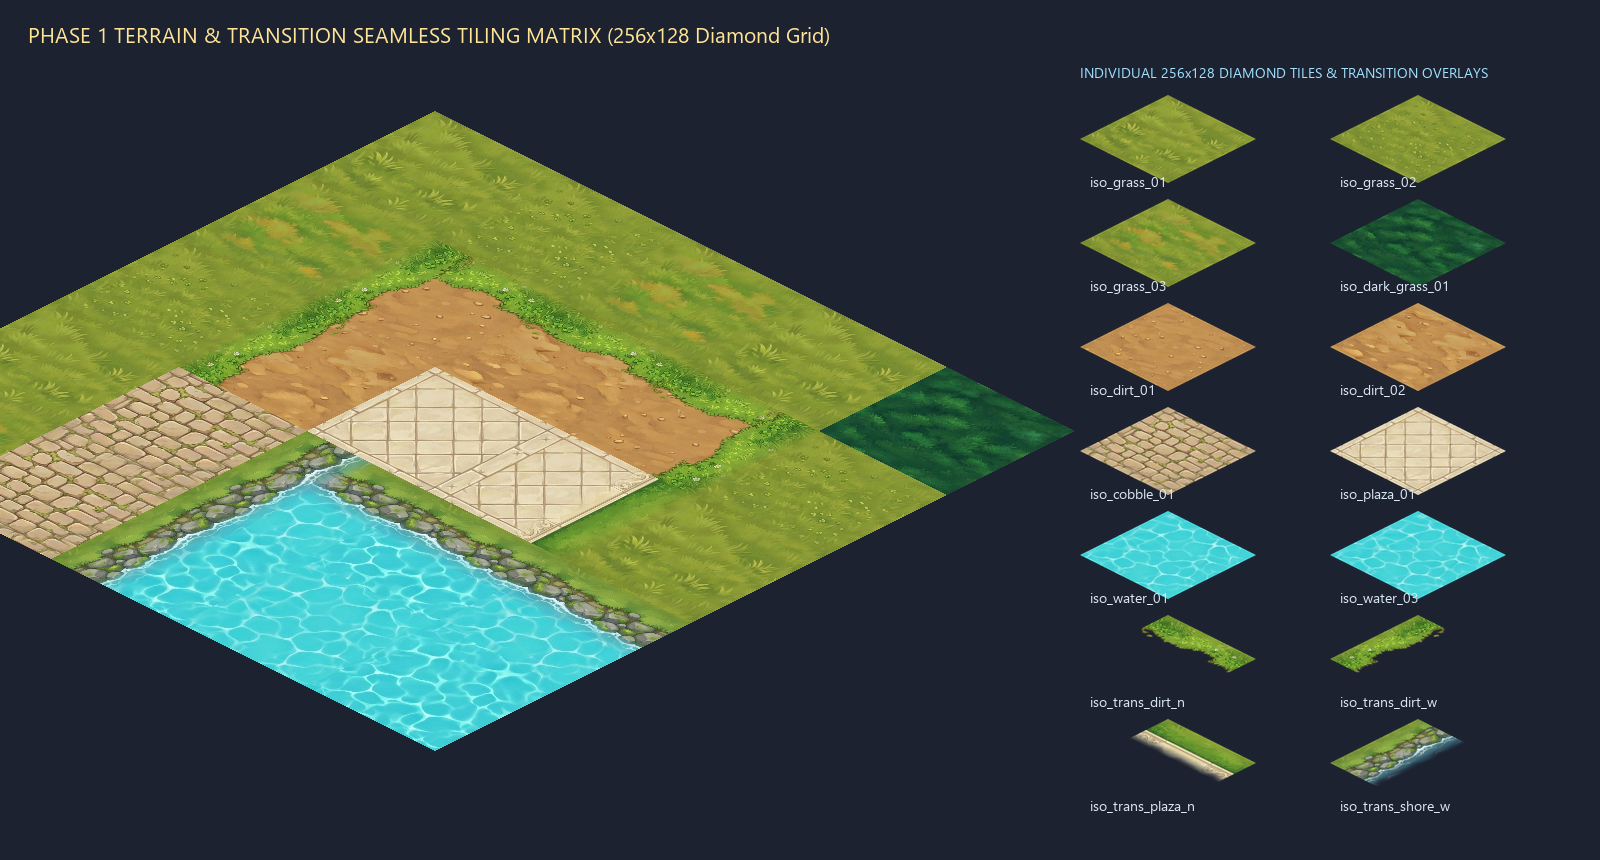 PHASE 1 TERRAIN & TRANSITION SEAMLESS TILING MATRIX (256x128 Diamond Grid)
INDIVIDUAL 256x128 DIAMOND TILES & TRANSITION OVERLAYS
iso_grass_01
iso_grass_02
iso_grass_03
iso_dark_grass_01
iso_dirt_01
iso_dirt_02
iso_cobble_01
iso_plaza_01
iso_water_01
iso_water_03
iso_trans_dirt_n
iso_trans_dirt_w
iso_trans_plaza_n
iso_trans_shore_w